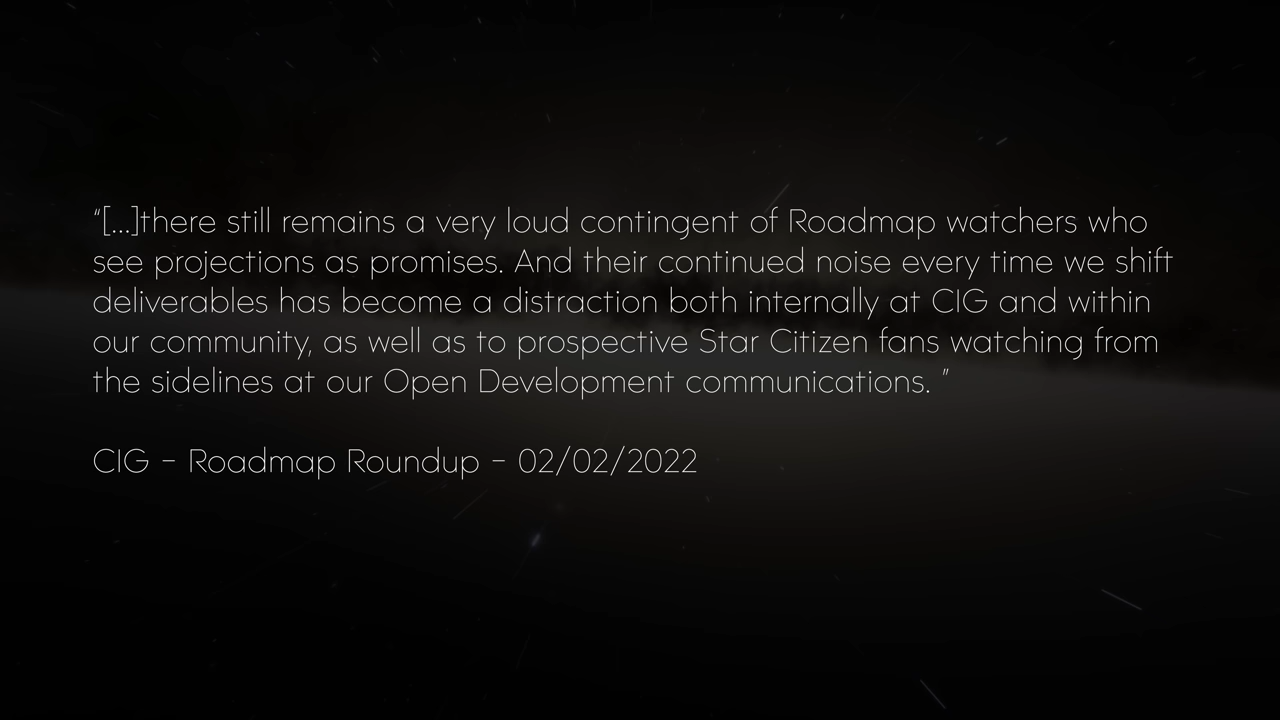 “[...]there still remains a very loud contingent of Roadmap watchers who
see projections as promises. And their continued noise every time we shift
deliverables has become a distraction both internally at CIG and within
our community, as well as to prospective Star Citizen fans watching from
the sidelines at our Open Development communications. ”
CIG – Roadmap Roundup – 02/02/2022